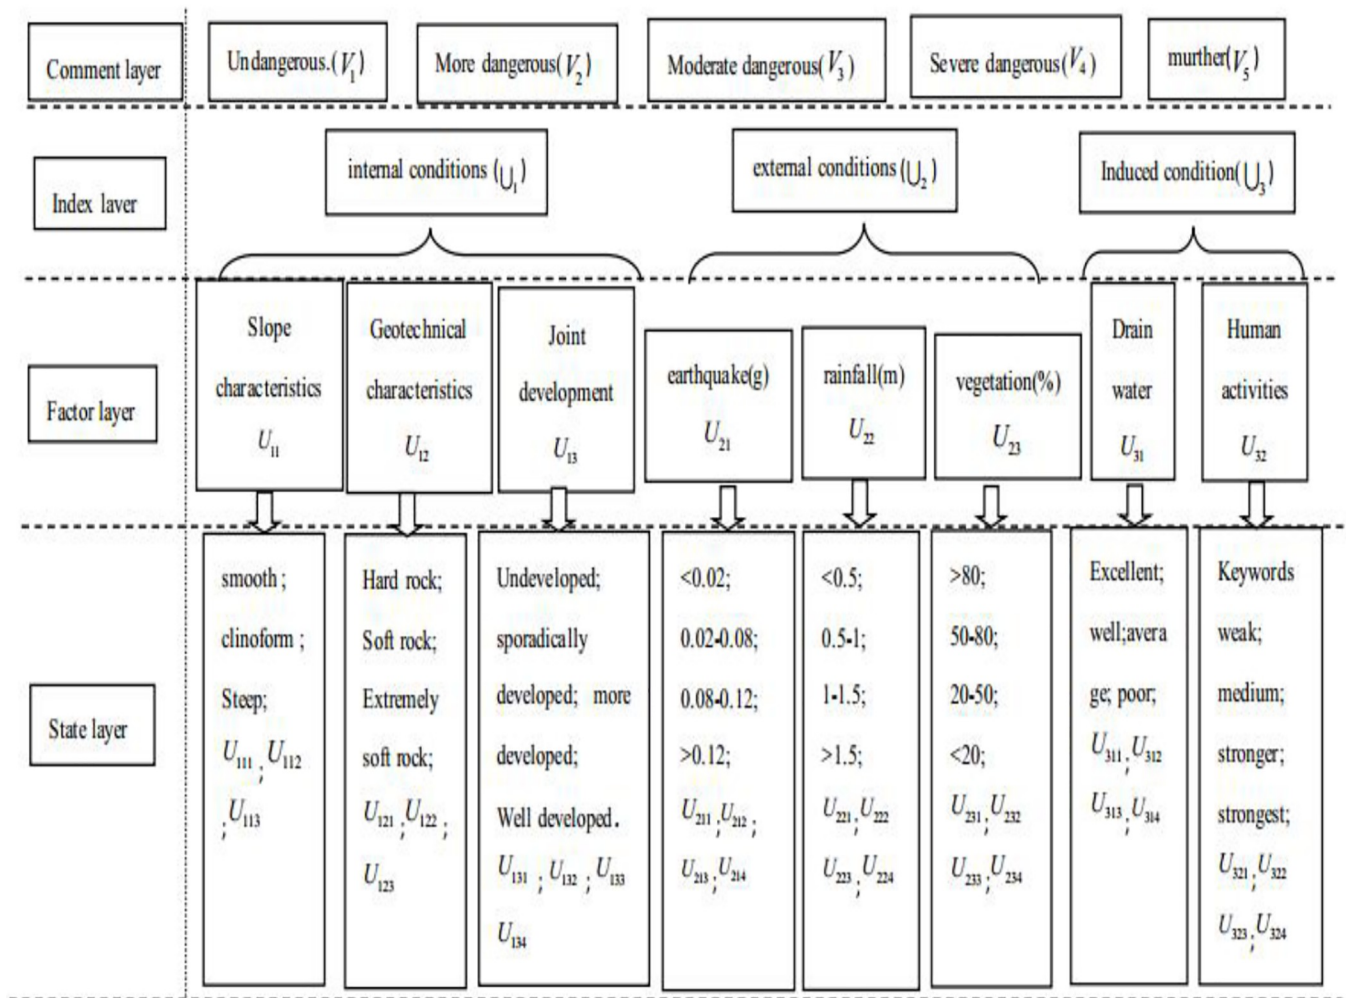 Comment layer
Undangerous.(V₁)
More dangerous(V₂)
Moderate dangerous(V₃)
Severe dangerous(V₄)
murther(V₅)
Index laver
internal conditions (U₁)
external conditions(U₂)
Induced condition(U₃)
Factor layer
Slope
characteristics
U₁₁
Geotechnical
characteristics
U₁₂
Joint
development
U₁₃
earthquake(g)
U₂₁
rainfall(m)
U₂₂
vegetation(%)
U₂₃
Drain
water
U₃₁
Human
activities
U₃₂
State layer
smooth ;
clinoform ;
Steep;
U₁₁₁ ; U₁₁₂
; U₁₁₃
Hard rock;
Soft rock;
Extremely
soft rock;
U₁₂₁ ; U₁₂₂ ;
U₁₂₃
Undeveloped;
sporadically
developed; more
developed;
Well developed.
U₁₃₁ ; U₁₃₂ ; U₁₃₃
U₁₃₄
<0.02;
0.02-0.08;
0.08-0.12;
>0.12;
U₂₁₁ ; U₂₁₂ ;
U₂₁₃ ; U₂₁₄
<0.5;
0.5-1;
1-1.5;
>1.5;
U₂₂₁ ; U₂₂₂
U₂₂₃ ; U₂₂₄
>80;
50-80;
20-50;
<20;
U₂₃₁ ; U₂₃₂
U₂₃₃ ; U₂₃₄
Excellent;
well;avera
ge; poor;
U₃₁₁ ; U₃₁₂
U₃₁₃ ; U₃₁₄
Keywords
weak;
medium;
stronger;
strongest;
U₃₂₁ ; U₃₂₂
U₃₂₃ ; U₃₂₄